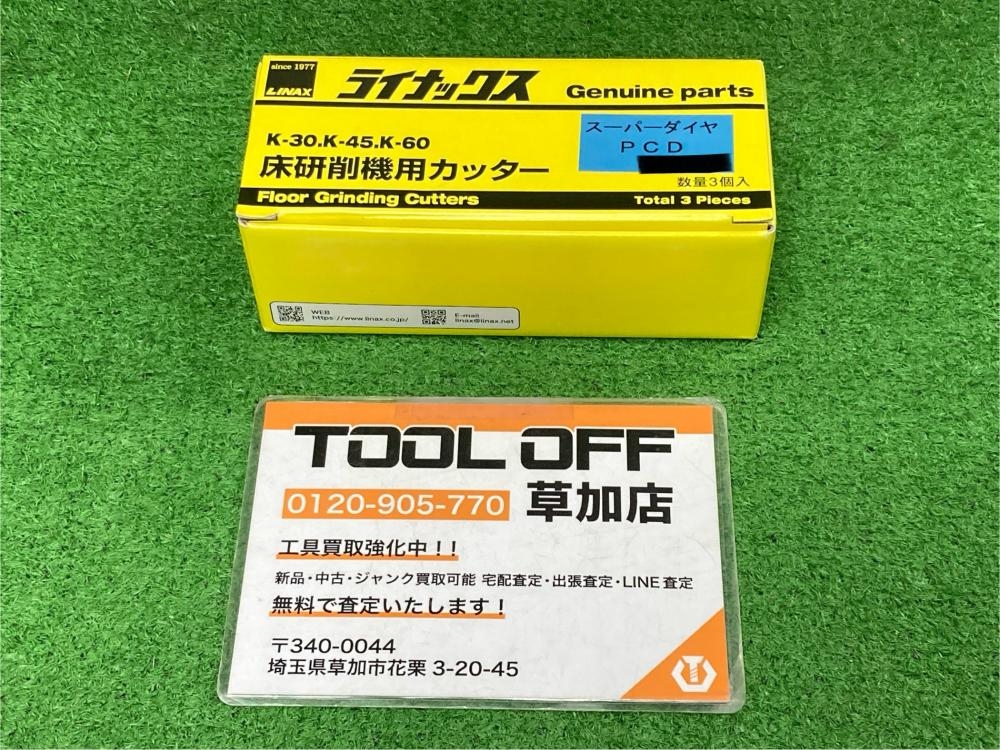 since 1977
LINAX
ライナックス
Genuine parts
K-30.K-45.K-60
床研削機用カッター
スーパーダイヤ
PCD
数量3個入
Floor Grinding Cutters
Total 3 Pieces
WEB
https://www.linax.co.jp/
E-mail
linax@linax.net
TOOL OFF
0120-905-770
草加店
工具買取強化中!!
新品・中古・ジャンク買取可能 宅配査定・出張査定・LINE査定
無料で査定いたします!
〒340-0044
埼玉県草加市花栗3-20-45